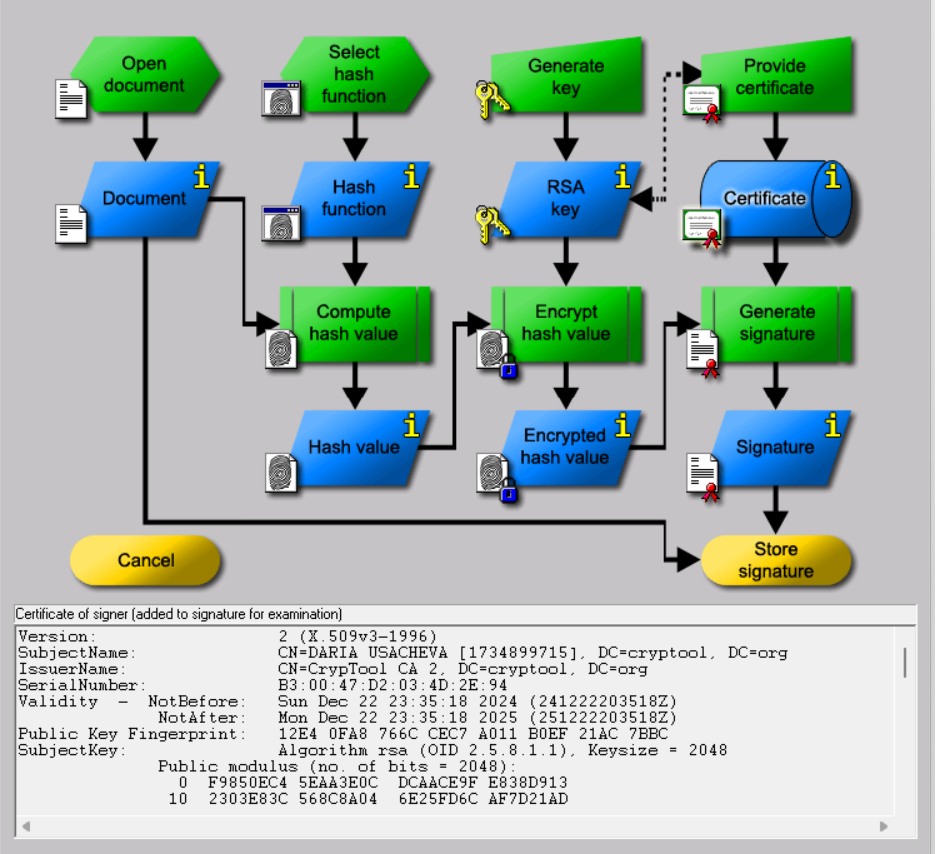 Open
document
Select
hash
function
Generate
key
Provide
certificate
Document
i
Hash
function
i
RSA
key
i
Certificate
i
Compute
hash value
Encrypt
hash value
Generate
signature
Hash value
i
Encrypted
hash value
i
Signature
i
Cancel
Store
signature
Certificate of signer (added to signature for examination)
Version: 2 (X.509v3-1996)
SubjectName: CN=DARIA USACHEVA [1734899715], DC=cryptool, DC=org
IssuerName: CN=CrypTool CA 2, DC=cryptool, DC=org
SerialNumber: B3:00:47:D2:03:4D:2E:94
Validity - NotBefore: Sun Dec 22 23:35:18 2024 (241222203518Z)
NotAfter: Mon Dec 22 23:35:18 2025 (251222203518Z)
Public Key Fingerprint: 12E4 0FA8 766C CEC7 A011 B0EF 21AC 7BBC
SubjectKey: Algorithm rsa (OID 2.5.8.1.1), Keysize = 2048
Public modulus (no. of bits = 2048):
0 F9850EC4 5EAA3E0C DCAACE9F E838D913
10 2303E83C 568C8A04 6E25FD6C AF7D21AD